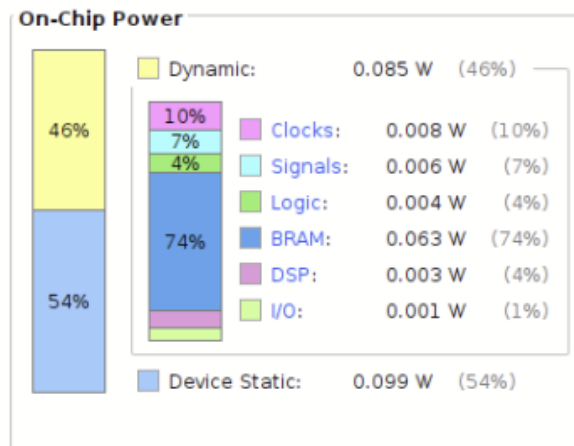 On-Chip Power
46%
54%
Dynamic: 0.085 W (46%)
10%
7%
4%
74%
Clocks: 0.008 W (10%)
Signals: 0.006 W (7%)
Logic: 0.004 W (4%)
BRAM: 0.063 W (74%)
DSP: 0.003 W (4%)
I/O: 0.001 W (1%)
Device Static: 0.099 W (54%)